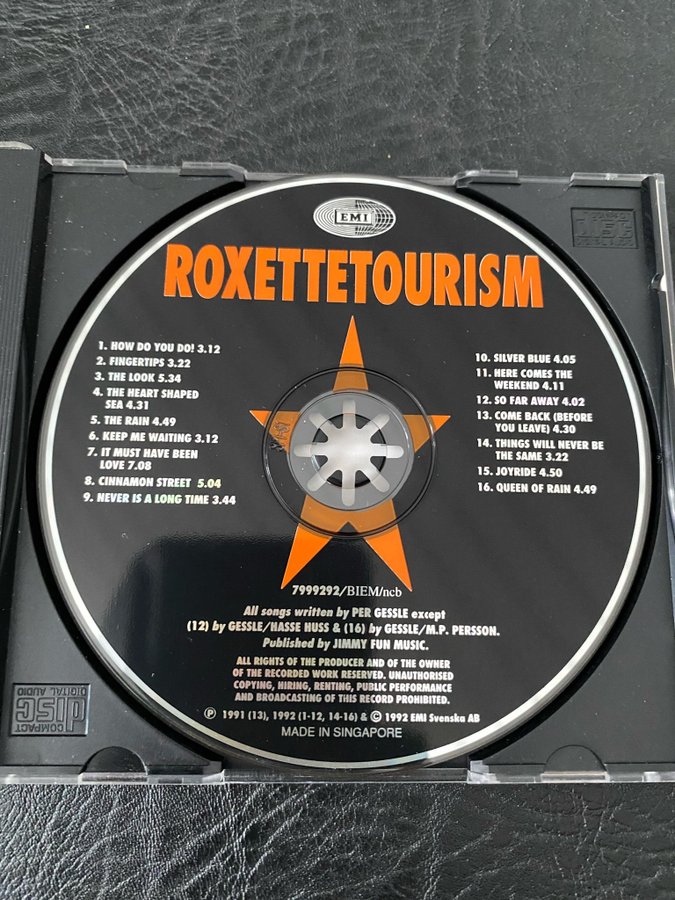 EMI
ROXETTETOURISM
1. HOW DO YOU DO! 3.12
2. FINGERTIPS 3.22
3. THE LOOK 5.34
4. THE HEART SHAPED
SEA 4.31
5. THE RAIN 4.49
6. KEEP ME WAITING 3.12
7. IT MUST HAVE BEEN
LOVE 7.08
8. CINNAMON STREET 5.04
9. NEVER IS A LONG TIME 3.44
10. SILVER BLUE 4.05
11. HERE COMES THE
WEEKEND 4.11
12. SO FAR AWAY 4.02
13. COME BACK (BEFORE
YOU LEAVE) 4.30
14. THINGS WILL NEVER BE
THE SAME 3.22
15. JOYRIDE 4.50
16. QUEEN OF RAIN 4.49
7999292/BIEM/ncb
All songs written by PER GESSLE except
(12) by GESSLE/HASSE HUSS & (16) by GESSLE/M.P. PERSSON.
Published by JIMMY FUN MUSIC.
ALL RIGHTS OF THE PRODUCER AND OF THE OWNER
OF THE RECORDED WORK RESERVED. UNAUTHORISED
COPYING, HIRING, RENTING, PUBLIC PERFORMANCE
AND BROADCASTING OF THIS RECORD PROHIBITED.
Ⓟ 1991 (13), 1992 (1-12, 14-16) & © 1992 EMI Svenska AB
MADE IN SINGAPORE
COMPACT
disc
DIGITAL AUDIO